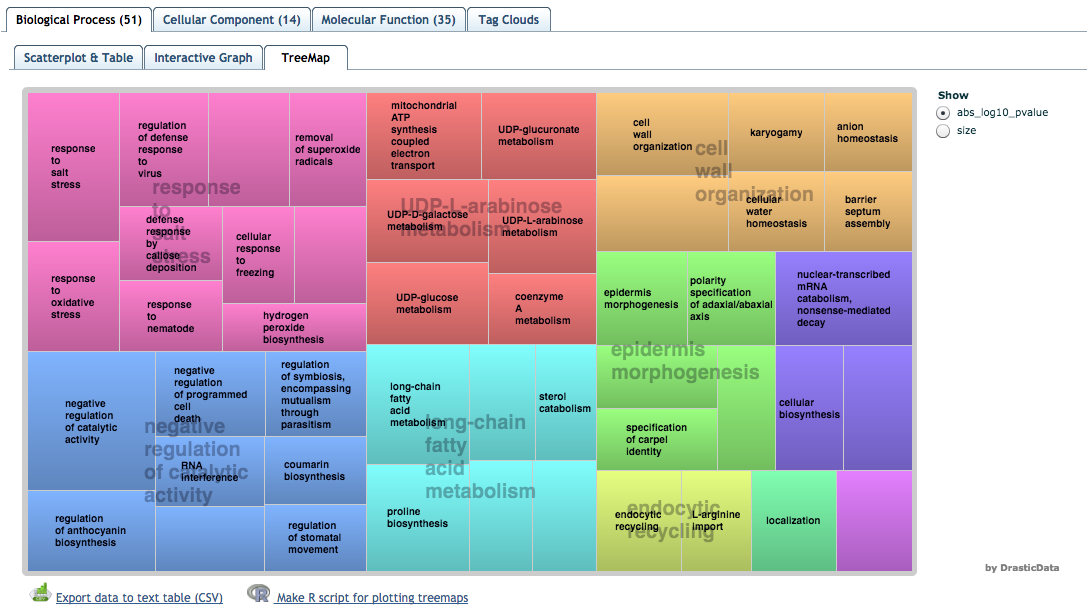 Biological Process (51)
Cellular Component (14)
Molecular Function (35)
Tag Clouds
Scatterplot & Table
Interactive Graph
TreeMap
response
to
salt
stress
regulation
of defense
response
to
virus
removal
of superoxide
radicals
response
to
salt
stress
defense
response
by
callose
deposition
cellular
response
to
freezing
response
to
oxidative
stress
response
to
nematode
hydrogen
peroxide
biosynthesis
mitochondrial
ATP
synthesis
coupled
electron
transport
UDP-glucuronate
metabolism
UDP-L-arabinose
metabolism
UDP-D-galactose
metabolism
UDP-L-arabinose
metabolism
UDP-glucose
metabolism
coenzyme
A
metabolism
cell
wall
organization
karyogamy
anion
homeostasis
cell
wall
organization
cellular
water
homeostasis
barrier
septum
assembly
epidermis
morphogenesis
polarity
specification
of adaxial/abaxial
axis
epidermis
morphogenesis
specification
of carpel
identity
nuclear-transcribed
mRNA
catabolism,
nonsense-mediated
decay
cellular
biosynthesis
negative
regulation
of catalytic
activity
negative
regulation
of programmed
cell
death
regulation
of symbiosis,
encompassing
mutualism
through
parasitism
negative
regulation
of catalytic
activity
RNA
interference
coumarin
biosynthesis
regulation
of anthocyanin
biosynthesis
regulation
of stomatal
movement
long-chain
fatty
acid
metabolism
sterol
catabolism
long-chain
fatty
acid
metabolism
proline
biosynthesis
endocytic
recycling
L-arginine
import
endocytic
recycling
localization
Show
abs_log10_pvalue
size
by DrasticData
Export data to text table (CSV)
R
Make R script for plotting treemaps